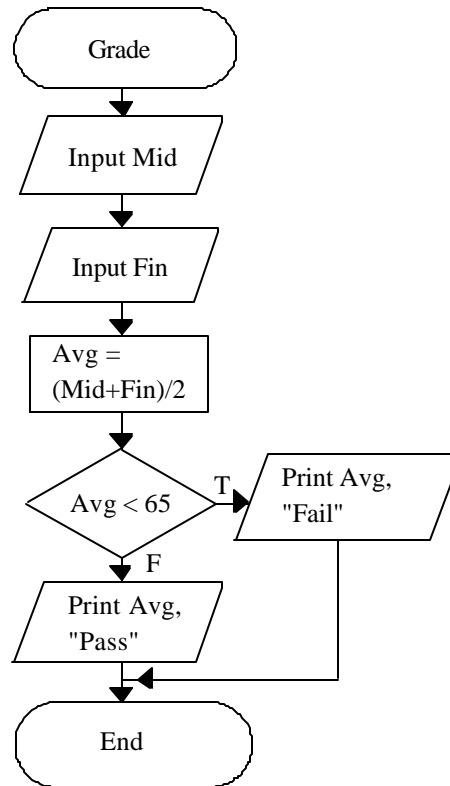 Grade
Input Mid
Input Fin
Avg =
(Mid+Fin)/2
Avg < 65
T
Print Avg,
"Fail"
F
Print Avg,
"Pass"
End